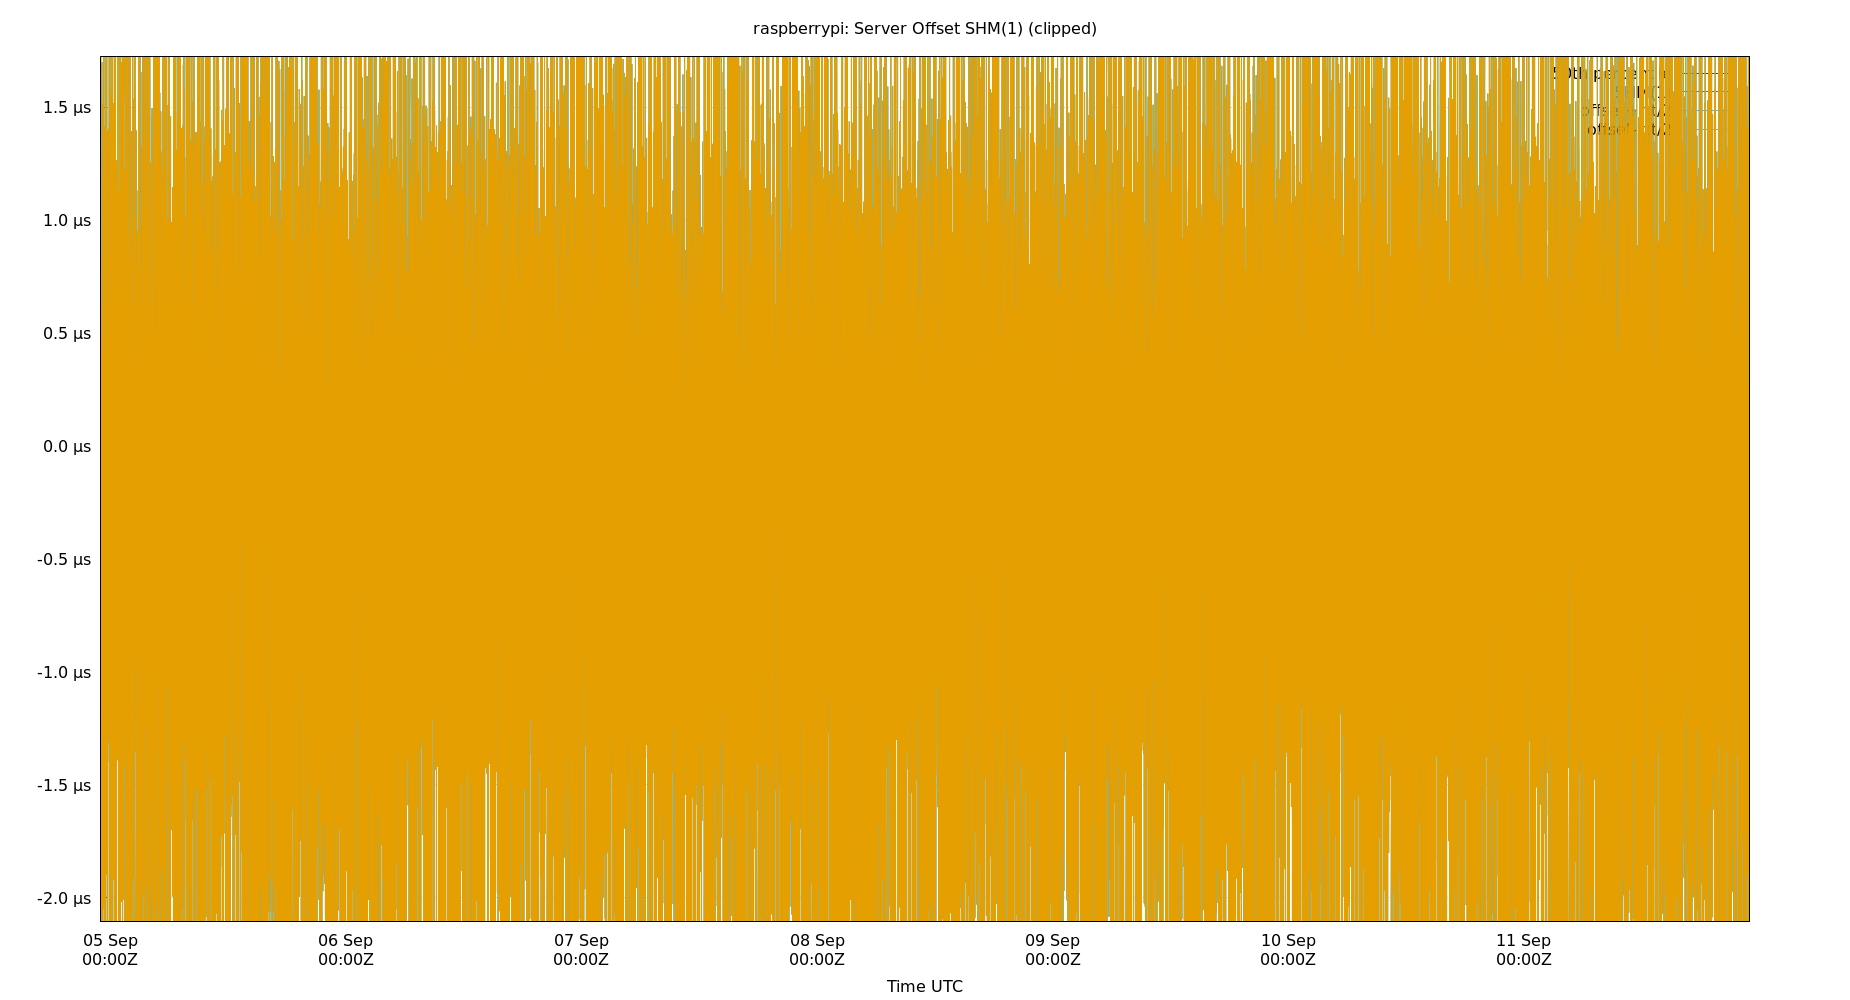 raspberrypi: Server Offset SHM(1) (clipped)
1.5 µs
1.0 µs
0.5 µs
0.0 µs
-0.5 µs
-1.0 µs
-1.5 µs
-2.0 µs
05 Sep 06 Sep 07 Sep 08 Sep 09 Sep 10 Sep 11 Sep
00:00Z 00:00Z 00:00Z 00:00Z 00:00Z 00:00Z 00:00Z
Time UTC